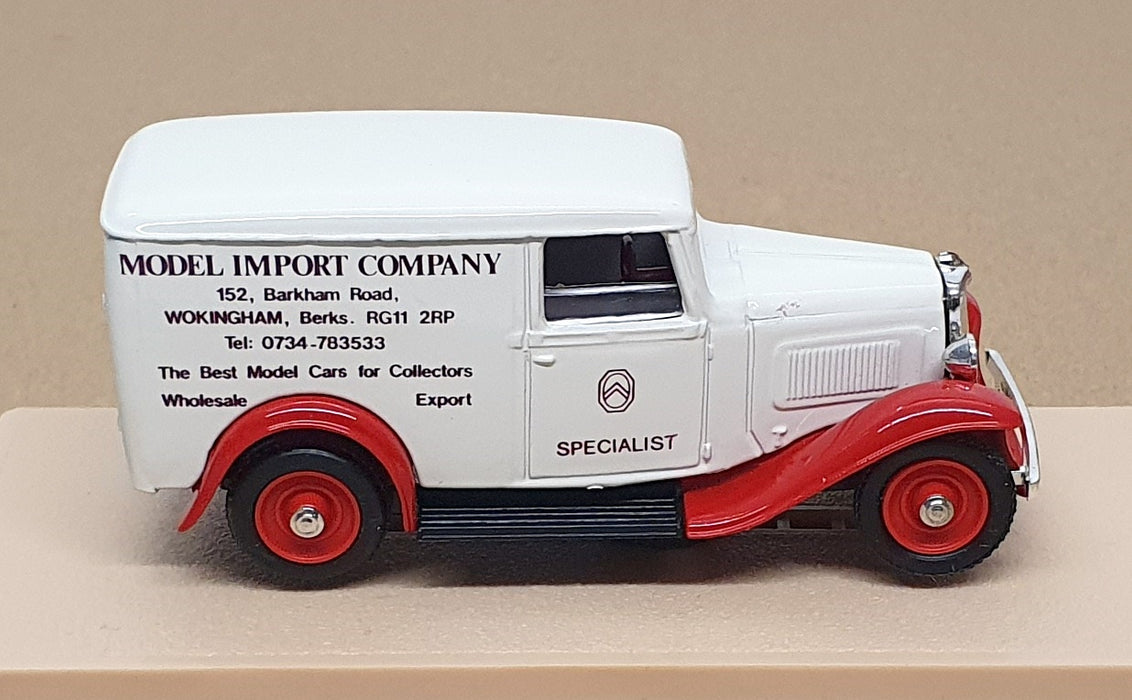 MODEL IMPORT COMPANY
152, Barkham Road,
WOKINGHAM, Berks. RG11 2RP
Tel: 0734-783533
The Best Model Cars for Collectors
Wholesale Export
SPECIALIST